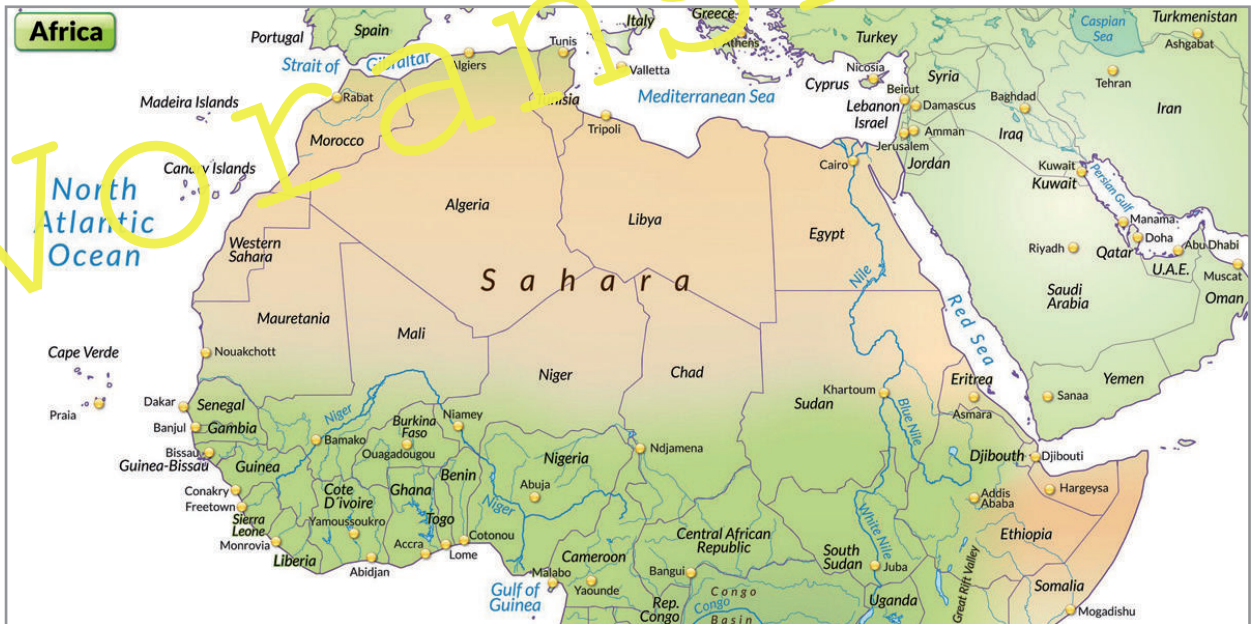 Africa
Portugal
Spain
Italy
Greece
Athens
Turkey
Caspian
Sea
Turkmenistan
Ashgabat
Strait of Gibraltar
Algiers
Tunis
Valletta
Nicosia
Cyprus
Syria
Tehran
Madeira Islands
Rabat
Tunisia
Mediterranean Sea
Beirut
Lebanon
Damascus
Baghdad
Iran
Morocco
Tripoli
Israel
Amman
Iraq
Jerusalem
Canary Islands
Cairo
Jordan
Kuwait
Kuwait
Persian Gulf
North
Atlantic
Ocean
Algeria
Libya
Egypt
Manama
Doha
Riyadh
Qatar
Abu Dhabi
Western
Sahara
U.A.E.
Muscat
Sahara
Nile
Saudi
Arabia
Oman
Mauretania
Mali
Red Sea
Cape Verde
Nouakchott
Niger
Chad
Yemen
Praia
Dakar
Senegal
Niger
Khartoum
Sudan
Eritrea
Asmara
Sanaa
Banjul
Gambia
Burkina
Faso
Niamey
Blue Nile
Bissau
Guinea-Bissau
Bamako
Ouagadougou
Ndjamena
Djibouth
Djibouti
Guinea
Benin
Nigeria
Conakry
Freetown
Cote
D'ivoire
Ghana
Abuja
Addis
Ababa
Hargeysa
Sierra
Leone
Yamoussoukro
Togo
Niger
White Nile
Monrovia
Liberia
Accra
Lome
Cotonou
Central African
Republic
Ethiopia
Abidjan
Cameroon
South
Sudan
Juba
Great Rift Valley
Gulf of
Guinea
Malabo
Yaounde
Bangui
Somalia
Rep.
Congo
Congo
Congo
Basin
Uganda
Mogadishu